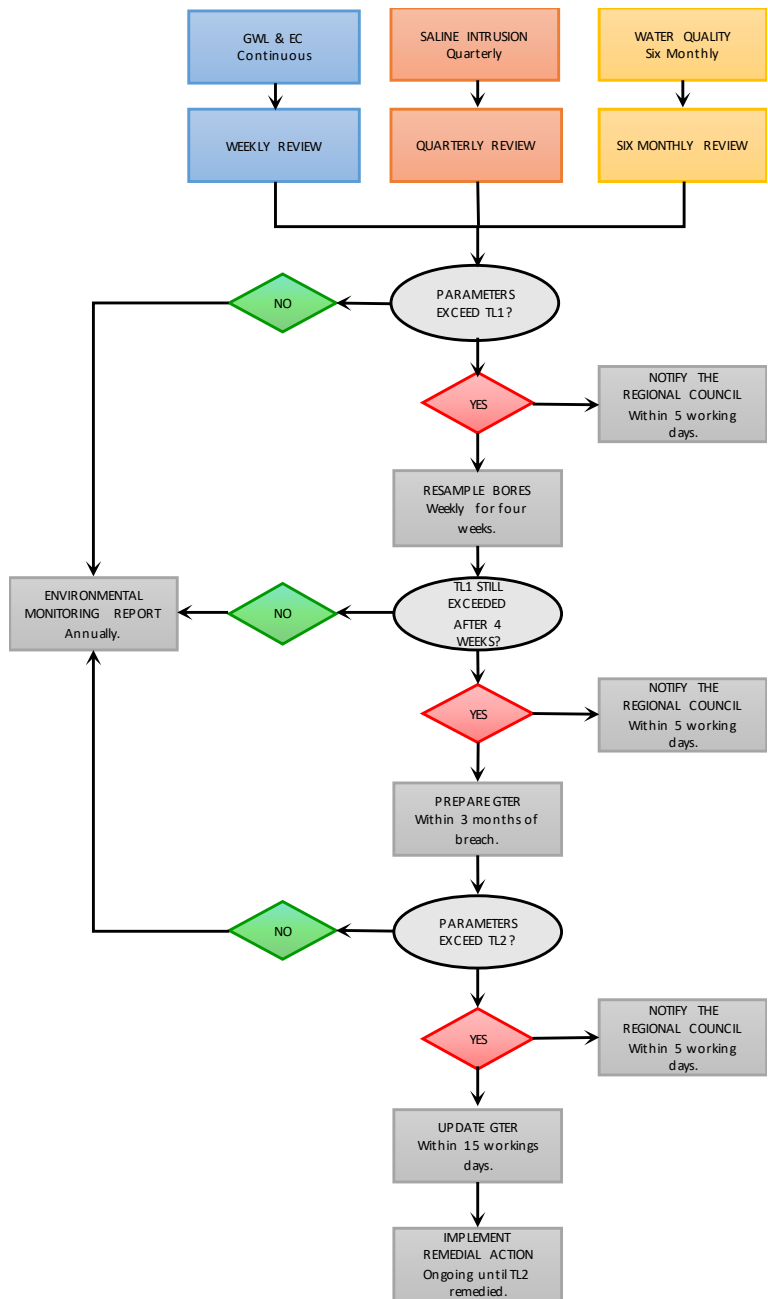 GWL & EC
Continuous
SALINE INTRUSION
Quarterly
WATER QUALITY
Six Monthly
WEEKLY REVIEW
QUARTERLY REVIEW
SIX MONTHLY REVIEW
NO
PARAMETERS
EXCEED TL1?
YES
NOTIFY THE
REGIONAL COUNCIL
Within 5 working
days.
RESAMPLE BORES
Weekly for four
weeks.
ENVIRONMENTAL
MONITORING REPORT
Annually.
NO
TL1 STILL
EXCEEDED
AFTER 4
WEEKS?
YES
NOTIFY THE
REGIONAL COUNCIL
Within 5 working
days.
PREPARE GTER
Within 3 months of
breach.
NO
PARAMETERS
EXCEED TL2?
YES
NOTIFY THE
REGIONAL COUNCIL
Within 5 working
days.
UPDATE GTER
Within 15 workings
days.
IMPLEMENT
REMEDIAL ACTION
Ongoing until TL2
remedied.